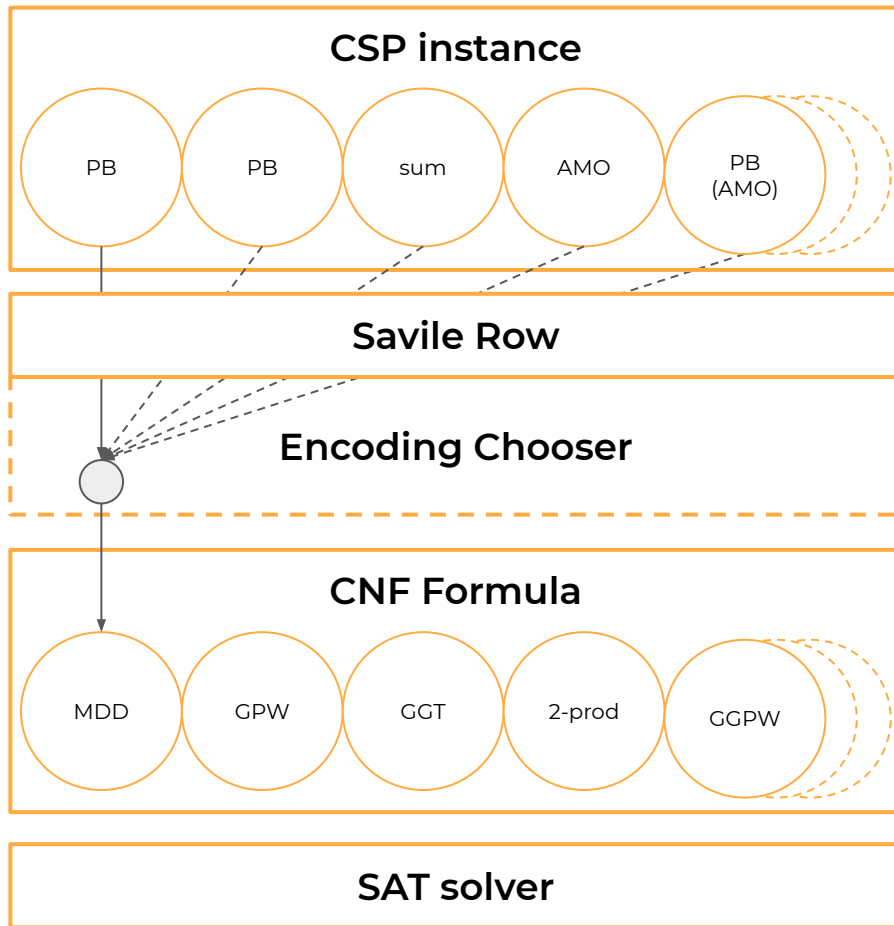 CSP instance
PB
PB
sum
AMO
PB
(AMO)
Savile Row
Encoding Chooser
CNF Formula
MDD
GPW
GGT
2-prod
GGPW
SAT solver